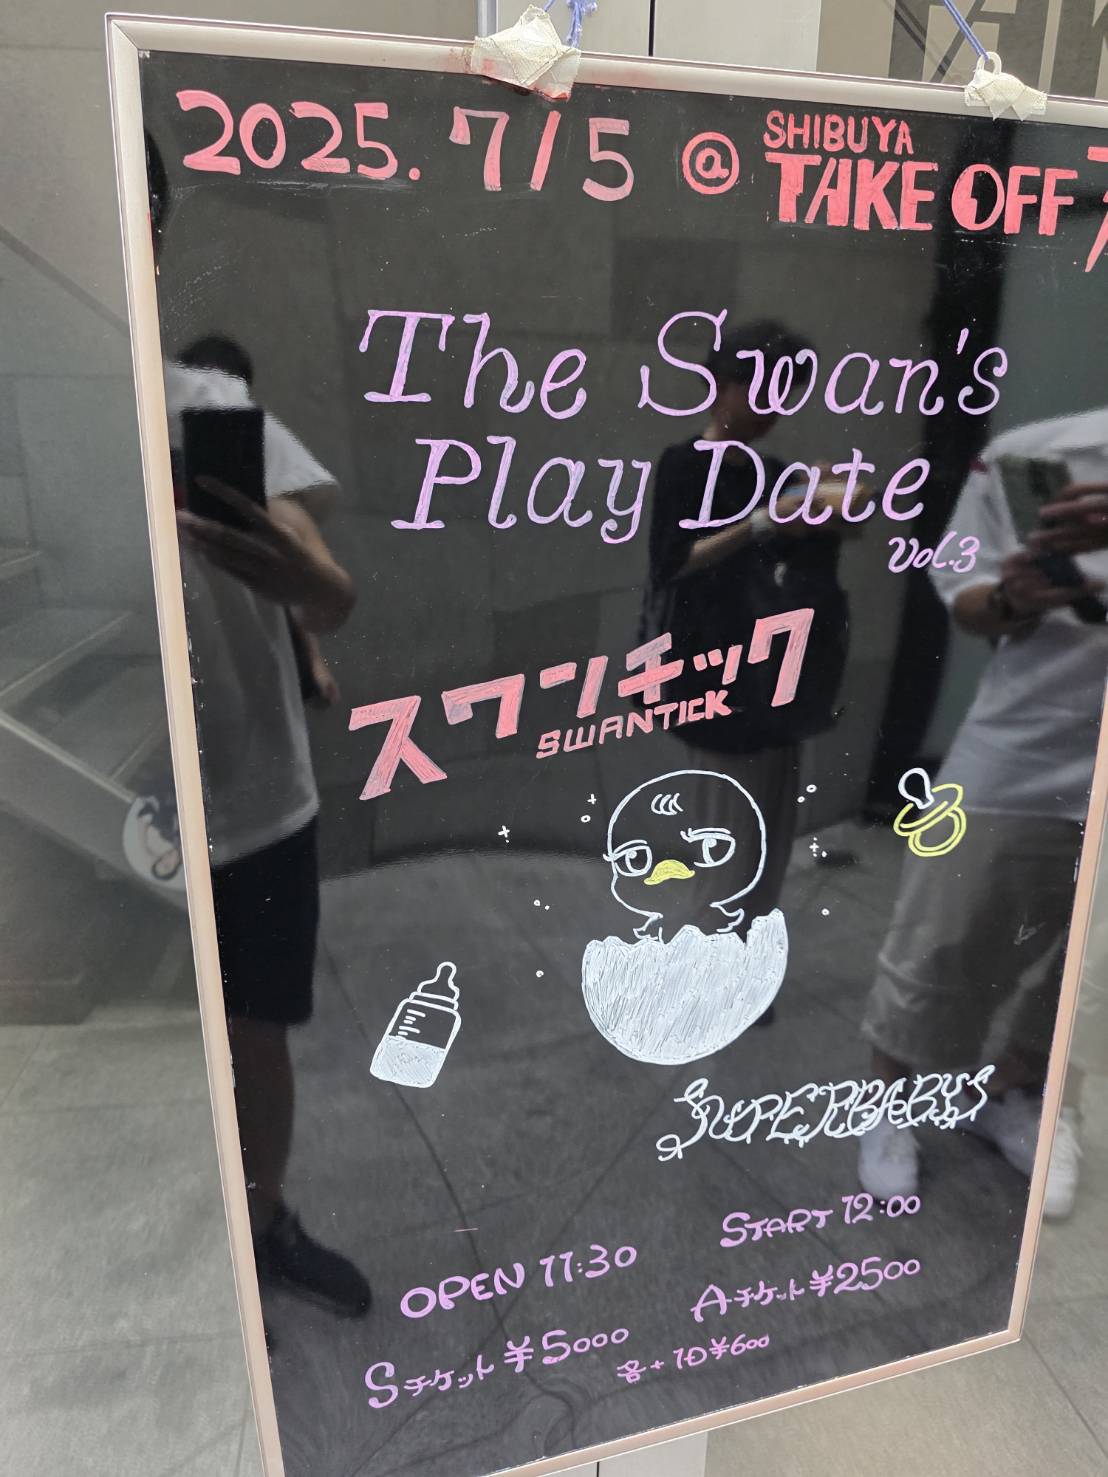 2025. 7/5 @ SHIBUYA TAKE OFF 7
The Swan's
Play Date
Vol.3
スワンチック
SWANTICK
SUPERBABYS
OPEN 11:30
START 12:00
Sチケット ¥5000
Aチケット ¥2500
各+1D¥600